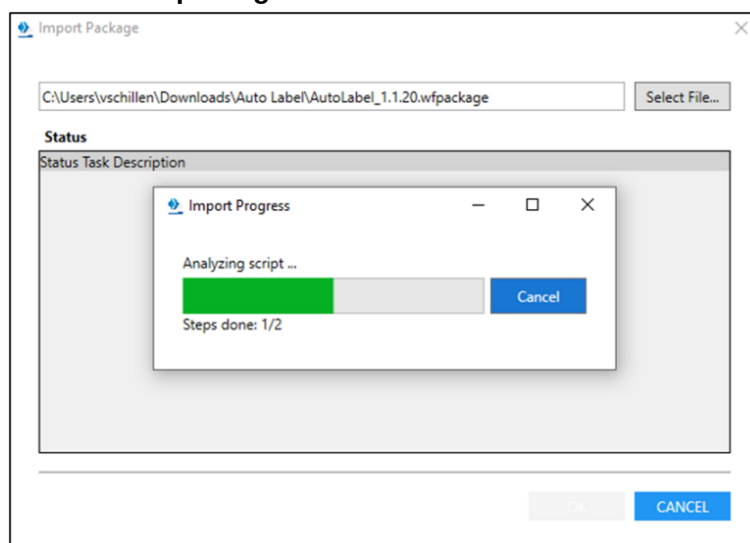 Import Package
C:\Users\vschillen\Downloads\Auto Label\AutoLabel_1.1.20.wfpackage
Select File...
Status
Status Task Description
Import Progress
Analyzing script ...
Cancel
Steps done: 1/2
OK
CANCEL